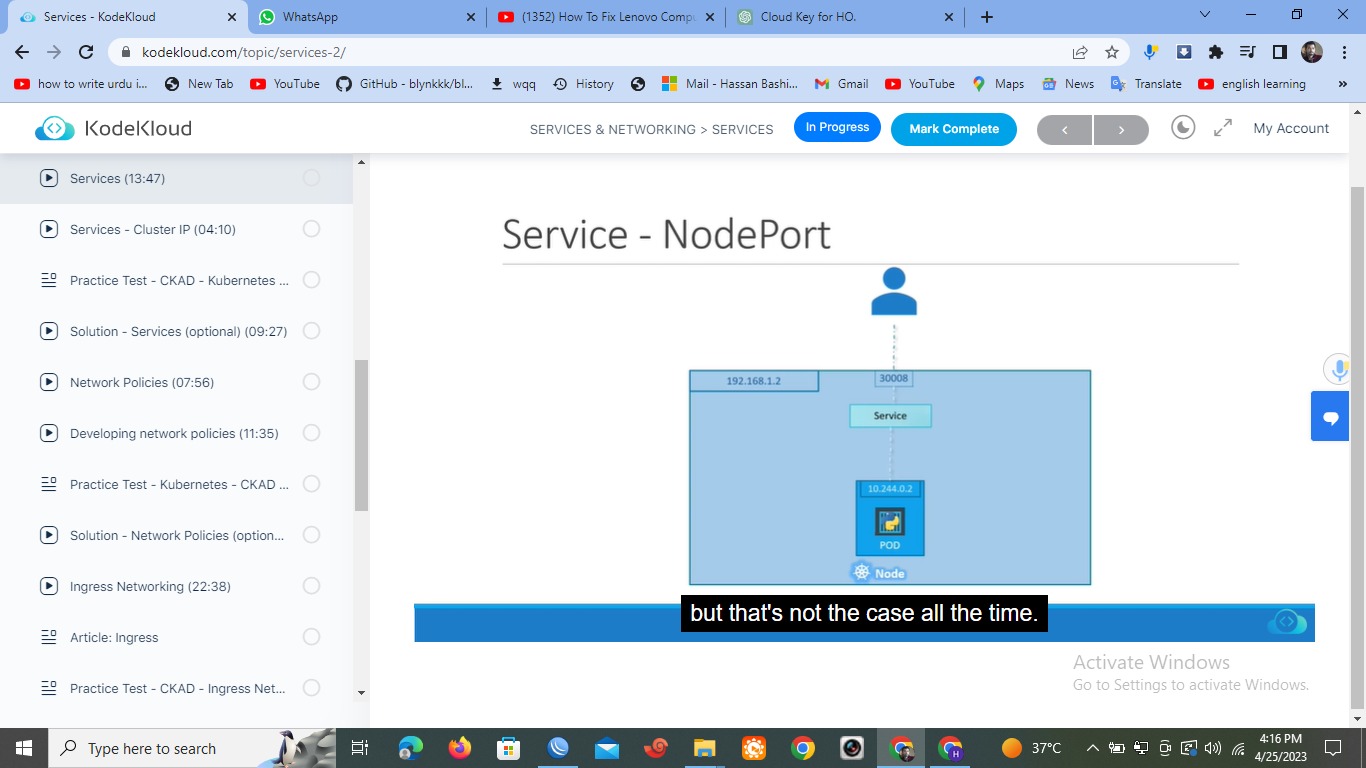 Services - KodeKloud
WhatsApp
(1352) How To Fix Lenovo Compu
Cloud Key for HO.
kodekloud.com/topic/services-2/
how to write urdu i...
New Tab
YouTube
GitHub - blynkkk/bl...
wqq
History
Mail - Hassan Bashi...
Gmail
YouTube
Maps
News
Translate
english learning
»
KodeKloud
SERVICES & NETWORKING > SERVICES
In Progress
Mark Complete
My Account
Services (13:47)
Services - Cluster IP (04:10)
Practice Test - CKAD - Kubernetes ...
Solution - Services (optional) (09:27)
Network Policies (07:56)
Developing network policies (11:35)
Practice Test - Kubernetes - CKAD ...
Solution - Network Policies (option...
Ingress Networking (22:38)
Article: Ingress
Practice Test - CKAD - Ingress Net...
Service - NodePort
192.168.1.2
30008
Service
10.244.0.2
POD
Node
but that's not the case all the time.
Activate Windows
Go to Settings to activate Windows.
Type here to search
37°C
4:16 PM
4/25/2023